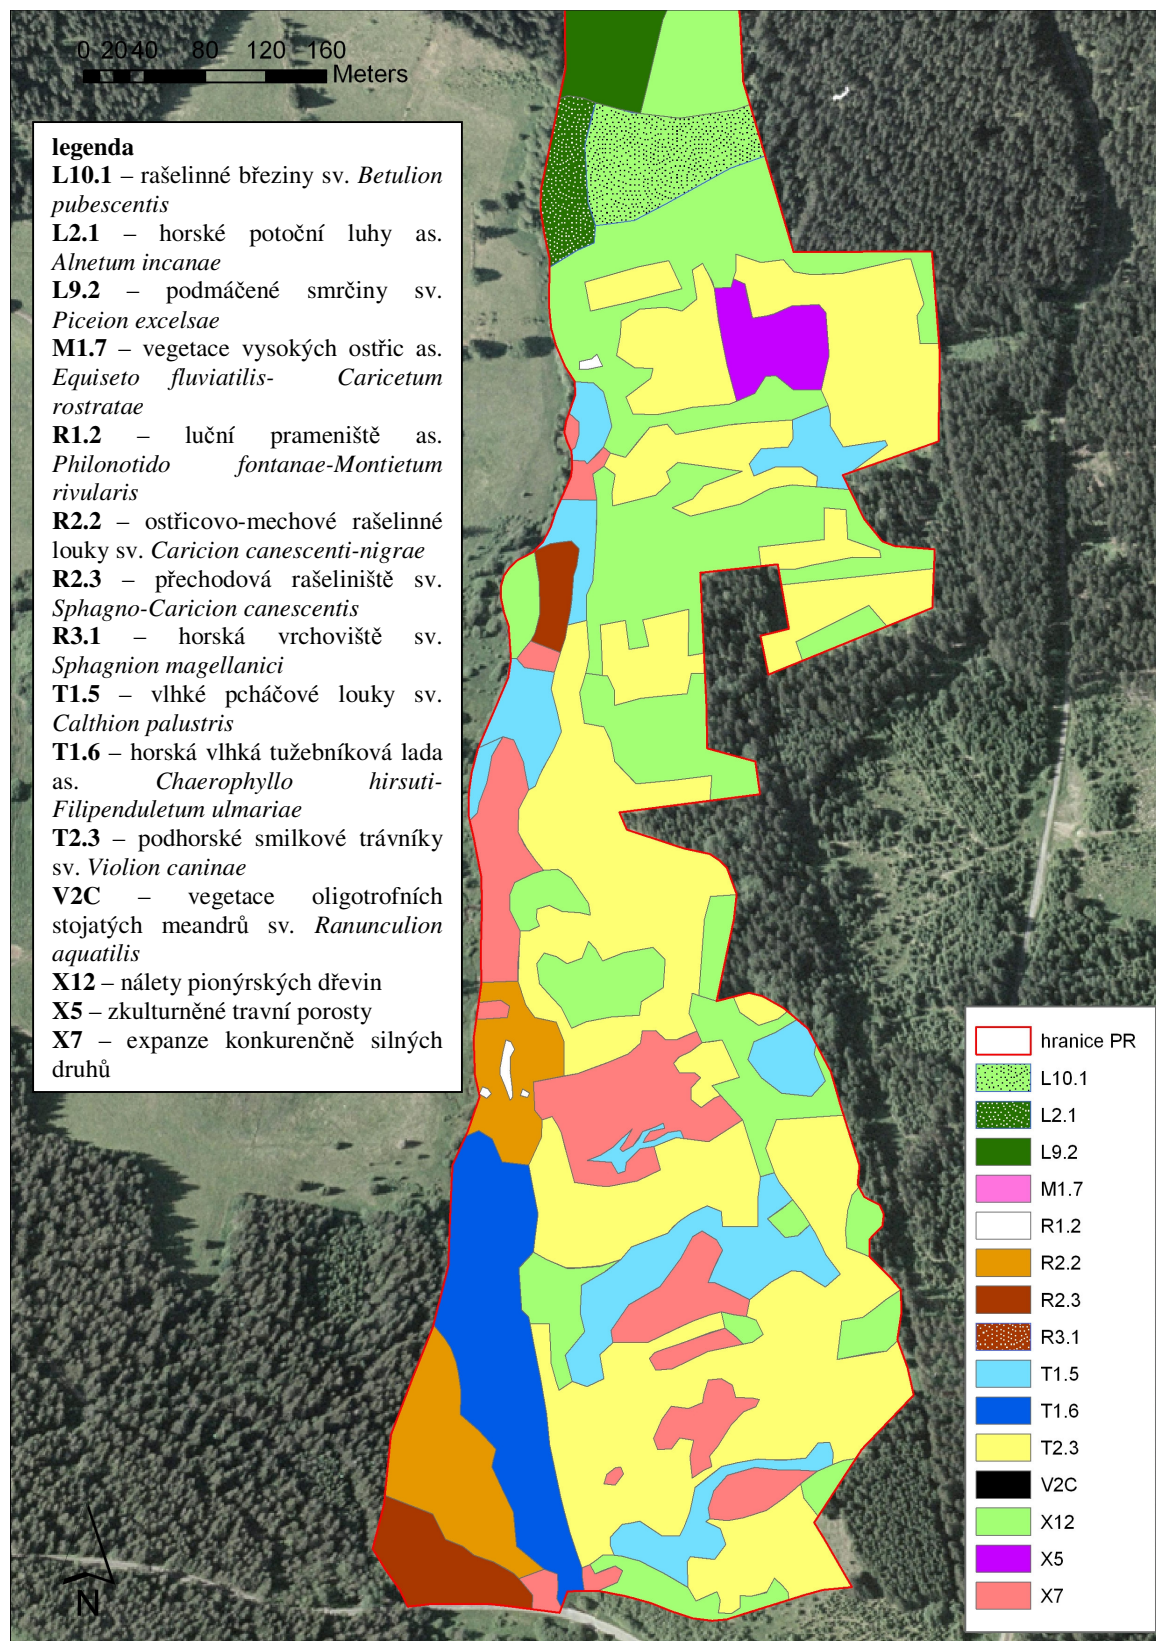 0 20 40 80 120 160
Meters
legenda
L10.1 – rašelinné březiny sv. Betulion
pubescentis
L2.1 – horské potoční luhy as.
Alnetum incanae
L9.2 – podmáčené smrčiny sv.
Piceion excelsae
M1.7 – vegetace vysokých ostřic as.
Equiseto fluviatilis- Caricetum
rostratae
R1.2 – luční prameniště as.
Philonotido fontanae-Montietum
rivularis
R2.2 – ostřicovo-mechové rašelinné
louky sv. Caricion canescenti-nigrae
R2.3 – přechodová rašeliniště sv.
Sphagno-Caricion canescentis
R3.1 – horská vrchoviště sv.
Sphagnion magellanici
T1.5 – vlhké pcháčové louky sv.
Calthion palustris
T1.6 – horská vlhká tužebníková lada
as. Chaerophyllo hirsuti-
Filipenduletum ulmariae
T2.3 – podhorské smilkové trávníky
sv. Violion caninae
V2C – vegetace oligotrofních
stojatých meandrů sv. Ranunculion
aquatilis
X12 – nálety pionýrských dřevin
X5 – zkulturněné travní porosty
X7 – expanze konkurenčně silných
druhů
hranice PR
L10.1
L2.1
L9.2
M1.7
R1.2
R2.2
R2.3
R3.1
T1.5
T1.6
T2.3
V2C
X12
X5
X7
N